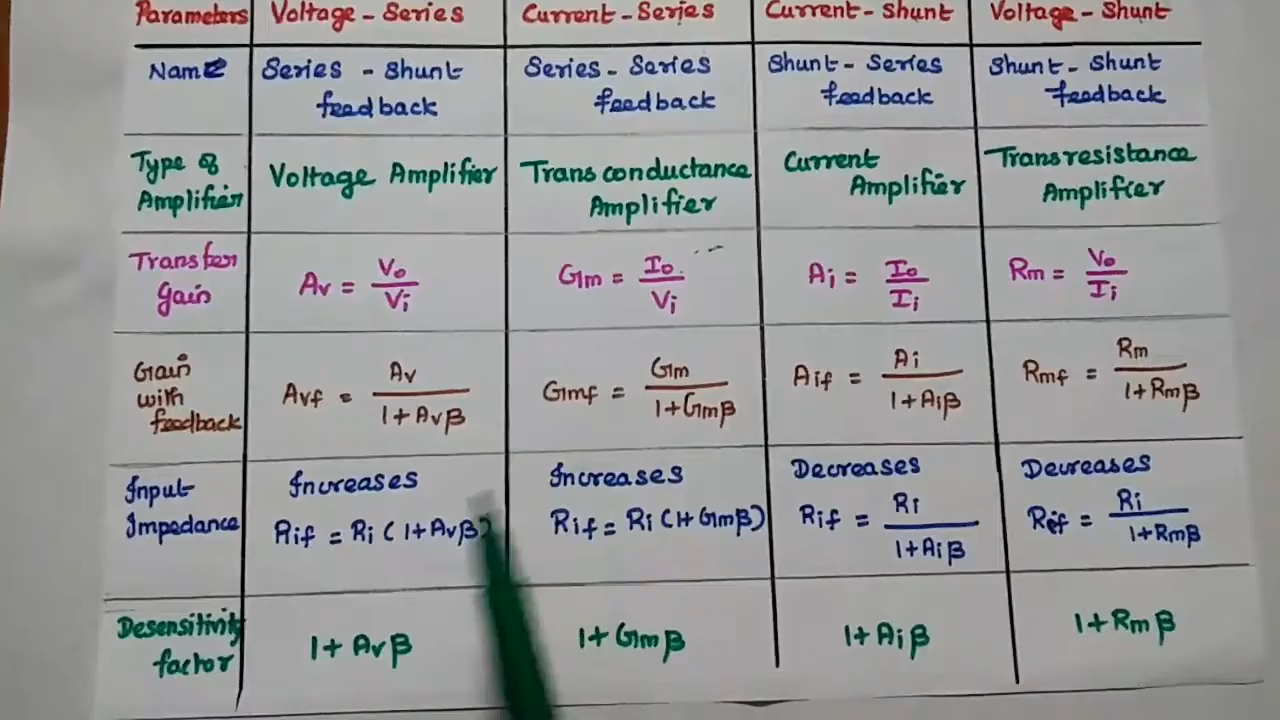 Parameters Voltage-Series Current-Series Current-Shunt Voltage-Shunt
Name Series - Shunt feedback Series - Series feedback Shunt - Series feedback Shunt - Shunt feedback
Type of Amplifier Voltage Amplifier Trans conductance Amplifier Current Amplifier Transresistance Amplifier
Transfer gain Av = Vo/Vi Gm = Io/Vi Ai = Io/Ii Rm = Vo/Ii
Gain with feedback Avf = Av/(1+Avβ) Gmf = Gm/(1+Gmβ) Aif = Ai/(1+Aiβ) Rmf = Rm/(1+Rmβ)
Input Impedance Increases Rif = Ri (1+Avβ) Increases Rif = Ri (1+Gmβ) Decreases Rif = Ri/(1+Aiβ) Decreases Rif = Ri/(1+Rmβ)
Desensitivity factor 1+Avβ 1+Gmβ 1+Aiβ 1+Rmβ